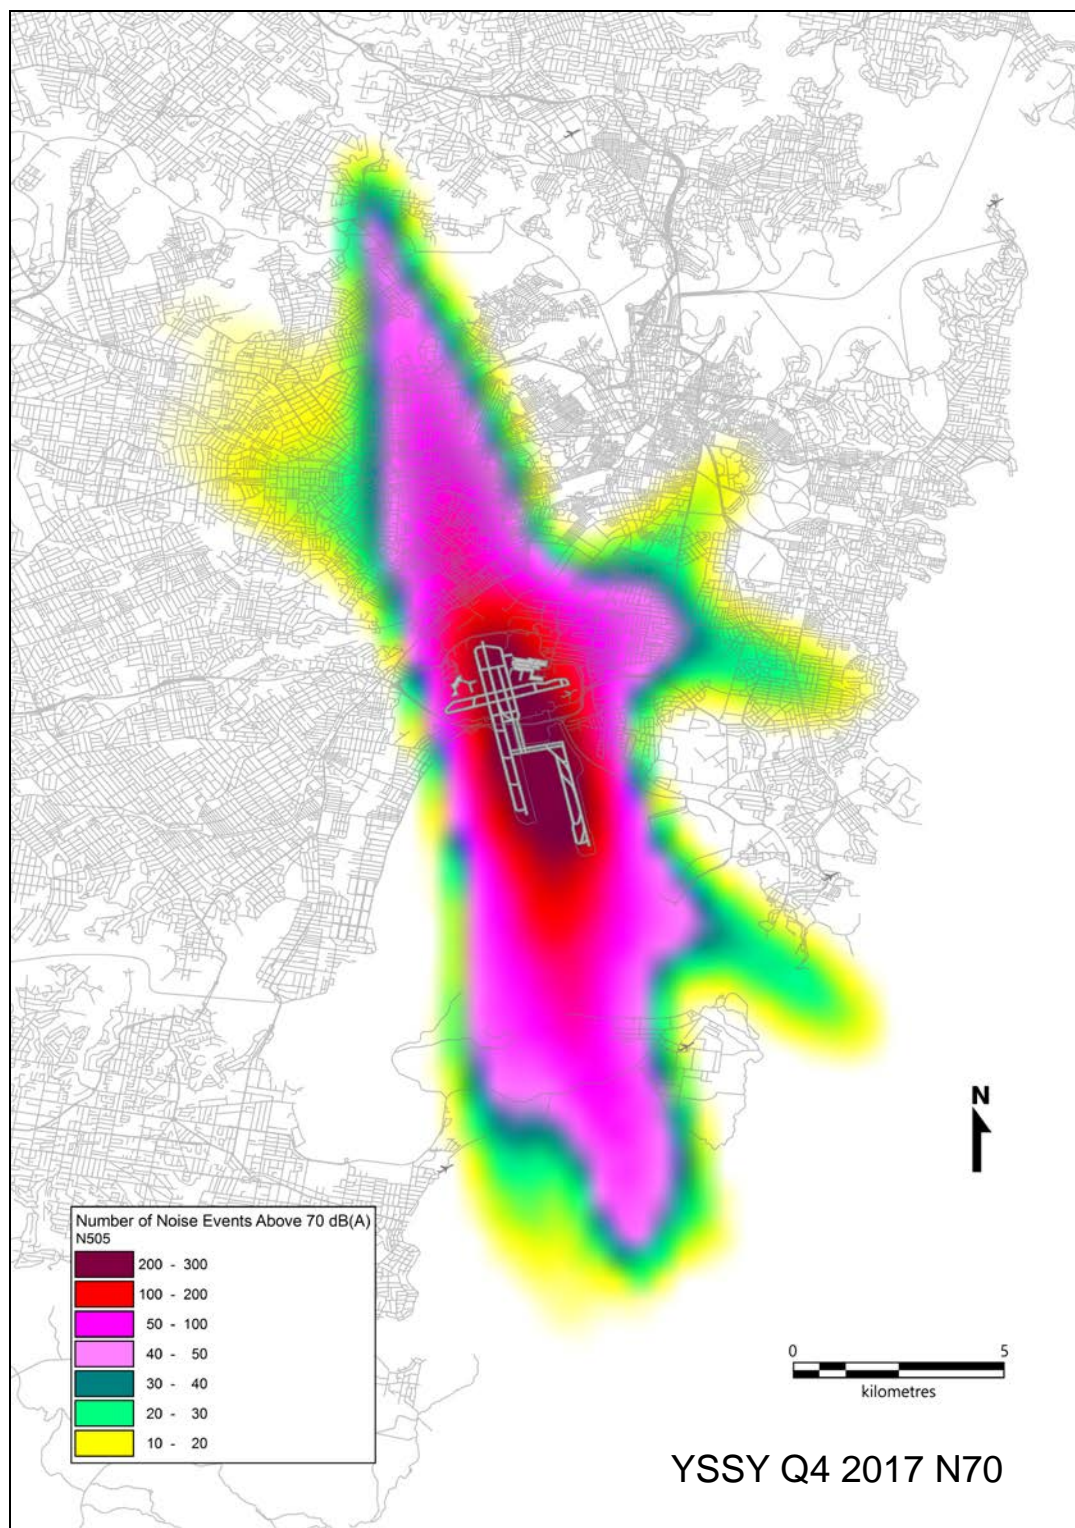 N
Number of Noise Events Above 70 dB(A)
N505
200 - 300
100 - 200
50 - 100
40 - 50
30 - 40
20 - 30
10 - 20
0 5
kilometres
YSSY Q4 2017 N70